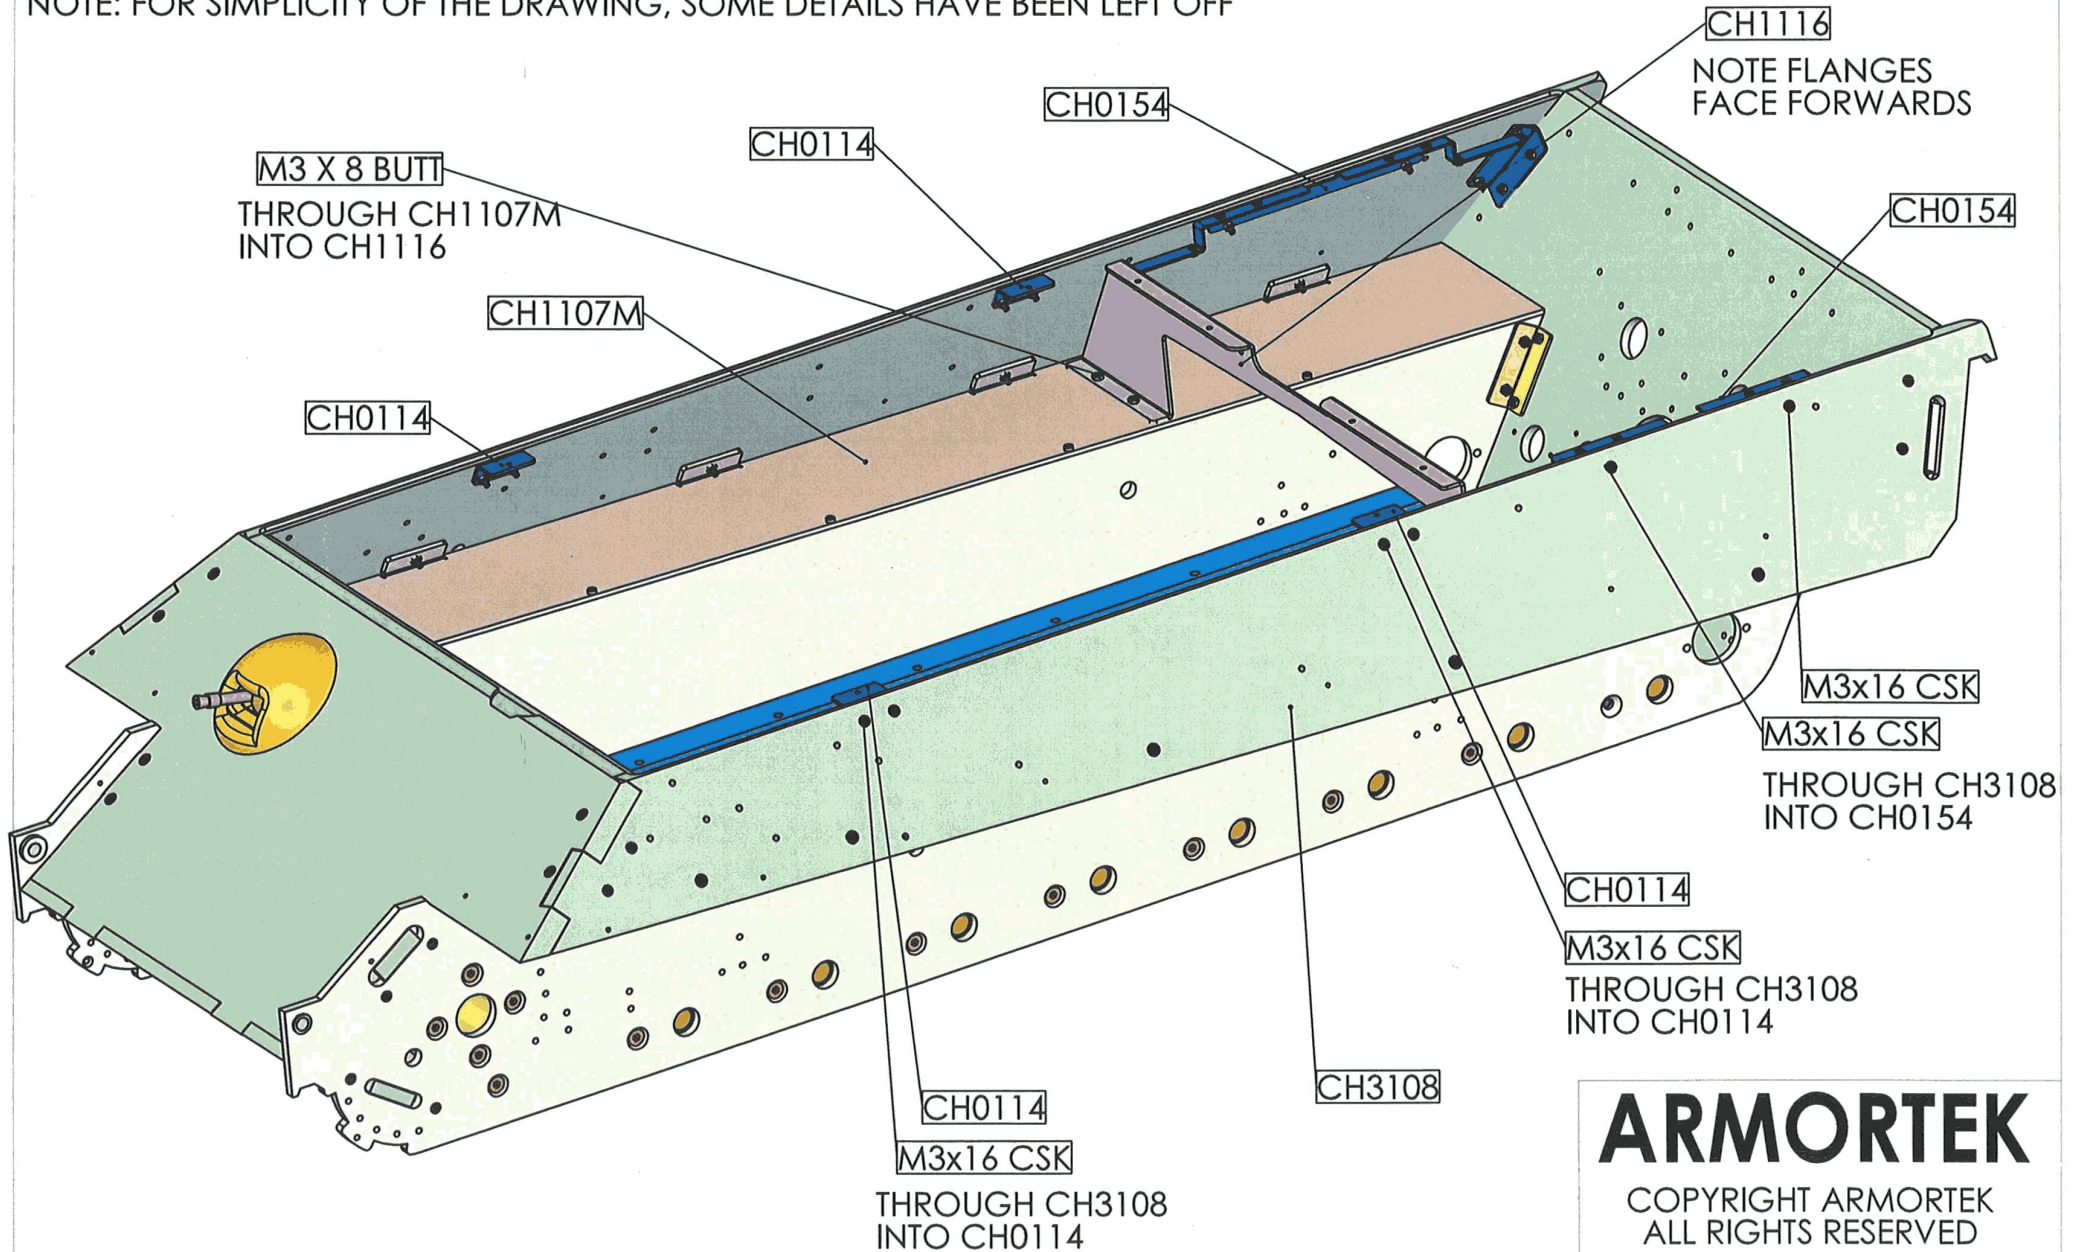 NOTE: FOR SIMPLICITY OF THE DRAWING, SOME DETAILS HAVE BEEN LEFT OFF
CH1116
NOTE FLANGES
FACE FORWARDS
CH0154
CH0114
M3 X 8 BUTT
THROUGH CH1107M
INTO CH1116
CH0154
CH1107M
CH0114
M3x16 CSK
M3x16 CSK
THROUGH CH3108
INTO CH0154
CH0114
M3x16 CSK
THROUGH CH3108
INTO CH0114
CH3108
CH0114
M3x16 CSK
THROUGH CH3108
INTO CH0114
ARMORTEK
COPYRIGHT ARMORTEK
ALL RIGHTS RESERVED